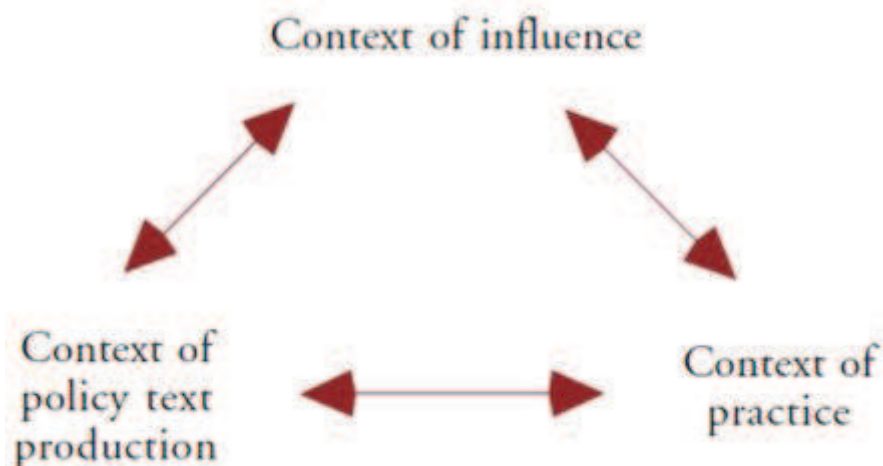 Context of influence
Context of
policy text
production
Context of
practice